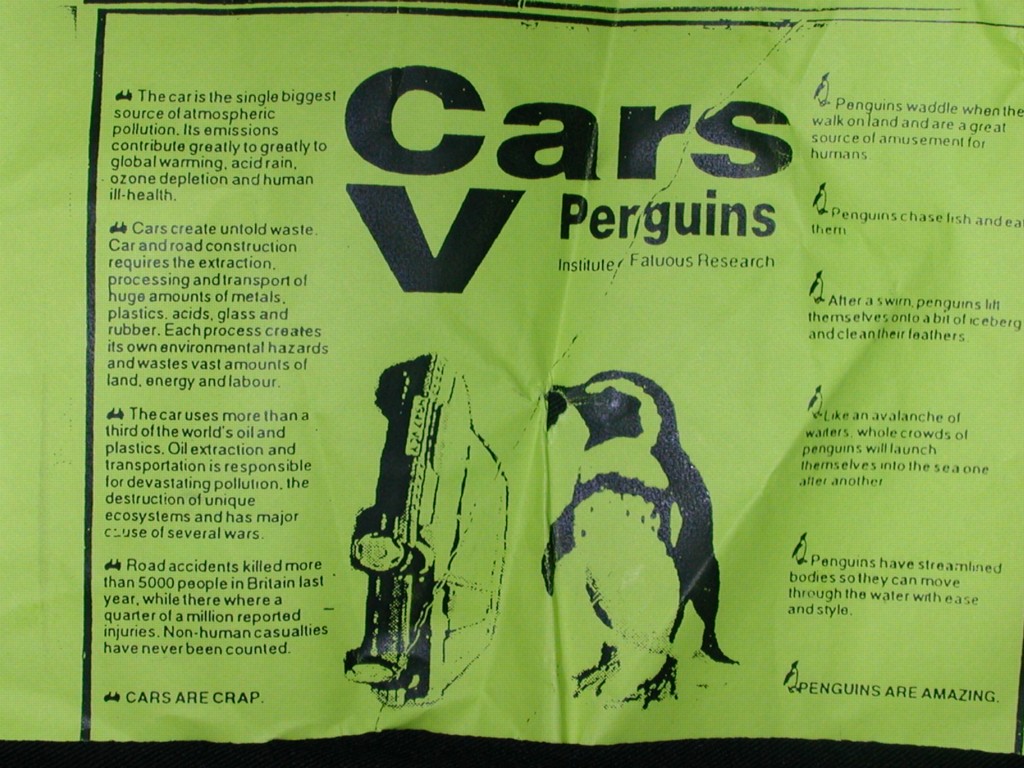 Cars
V
Penguins
Institute Fatuous Research
The car is the single biggest
source of atmospheric
pollution. Its emissions
contribute greatly to greatly to
global warming, acid rain,
ozone depletion and human
ill-health.
Cars create untold waste.
Car and road construction
requires the extraction,
processing and transport of
huge amounts of metals,
plastics, acids, glass and
rubber. Each process creates
its own environmental hazards
and wastes vast amounts of
land, energy and labour.
The car uses more than a
third of the world's oil and
plastics. Oil extraction and
transportation is responsible
for devastating pollution, the
destruction of unique
ecosystems and has major
cause of several wars.
Road accidents killed more
than 5000 people in Britain last
year, while there where a
quarter of a million reported
injuries. Non-human casualties
have never been counted.
CARS ARE CRAP.
Penguins waddle when the
walk on land and are a great
source of amusement for
humans.
Penguins chase fish and eat
them
After a swim, penguins lift
themselves onto a bit of iceberg
and clean their feathers.
Like an avalanche of
waiters, whole crowds of
penguins will launch
themselves into the sea one
after another
Penguins have streamlined
bodies so they can move
through the water with ease
and style.
PENGUINS ARE AMAZING.